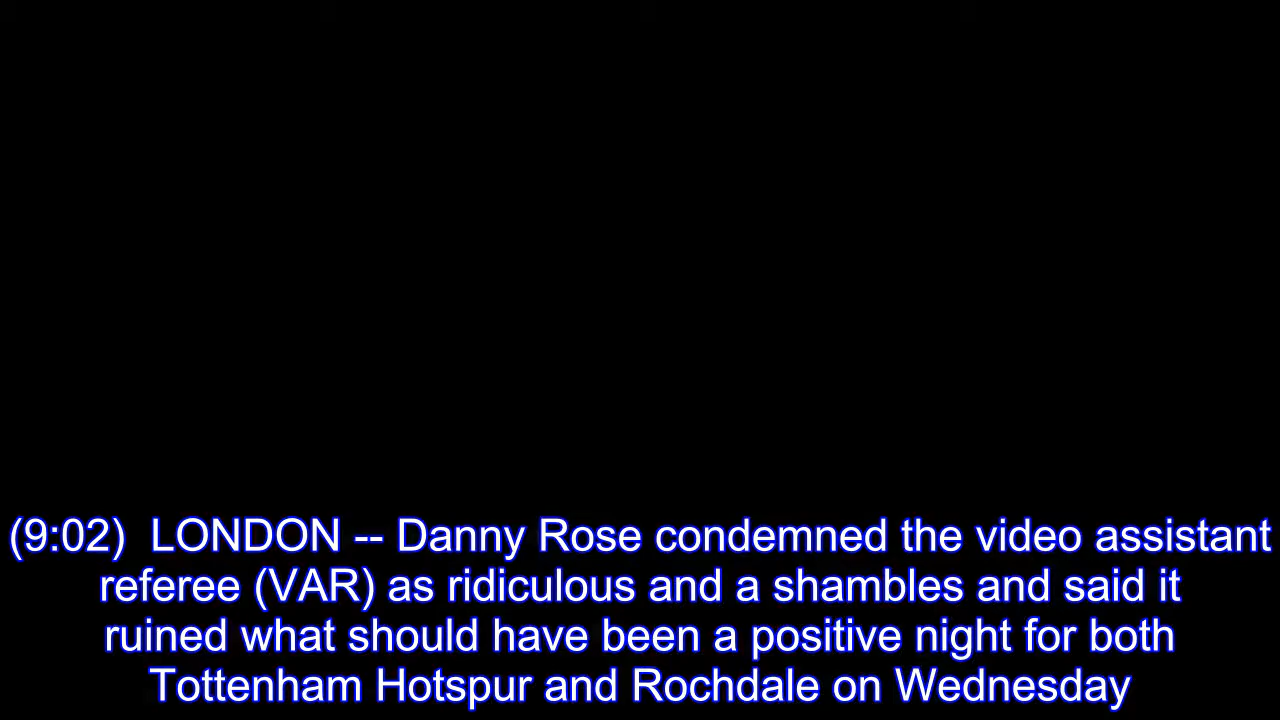 (9:02)  LONDON -- Danny Rose condemned the video assistant
referee (VAR) as ridiculous and a shambles and said it
ruined what should have been a positive night for both
Tottenham Hotspur and Rochdale on Wednesday